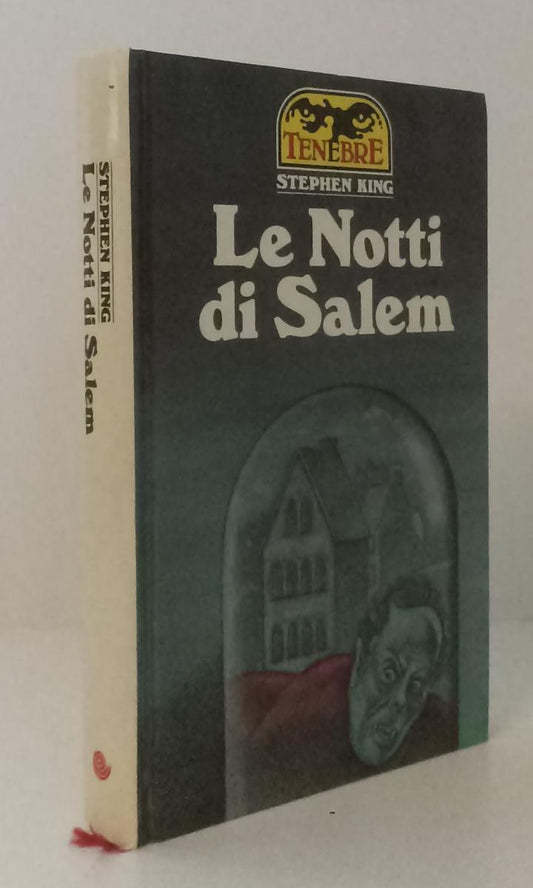 TENEBRE
STEPHEN KING
Le Notti
di Salem
STEPHEN KING
Le Notti di Salem